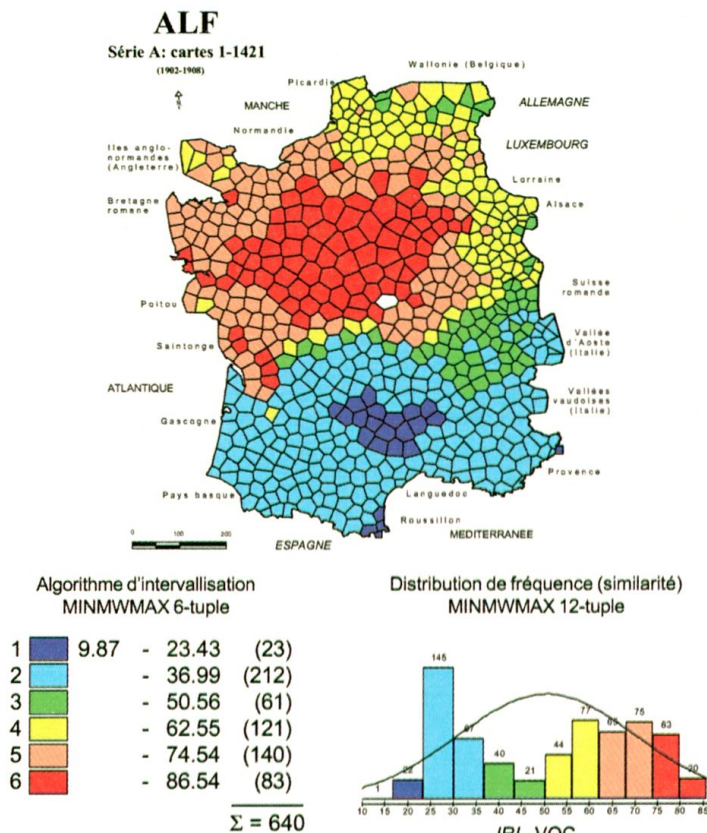 ALF
Série A: cartes 1-1421
(1902-1908)
Wallonie (Belgique)
Picardie
MANCHE
ALLEMAGNE
Normandie
Iles anglo-
normandes
(Angleterre)
LUXEMBOURG
Lorraine
Alsace
Bretagne
romane
Suisse
romande
Poitou
Vallée
d'Aoste
(Italie)
Saintonge
ATLANTIQUE
Vallées
vaudoises
(Italie)
Gascogne
Provence
Pays basque
Languedoc
Roussillon
MEDITERRANEE
0 100 200
ESPAGNE
Algorithme d'intervallisation
MINMWMAX 6-tuple
1 9.87 - 23.43 (23)
2 - 36.99 (212)
3 - 50.56 (61)
4 - 62.55 (121)
5 - 74.54 (140)
6 - 86.54 (83)
Σ = 640
Distribution de fréquence (similarité)
MINMWMAX 12-tuple
1 22 145 67 40 21 44 77 65 75 63 20
10 15 20 25 30 35 40 45 50 55 60 65 70 75 80 85